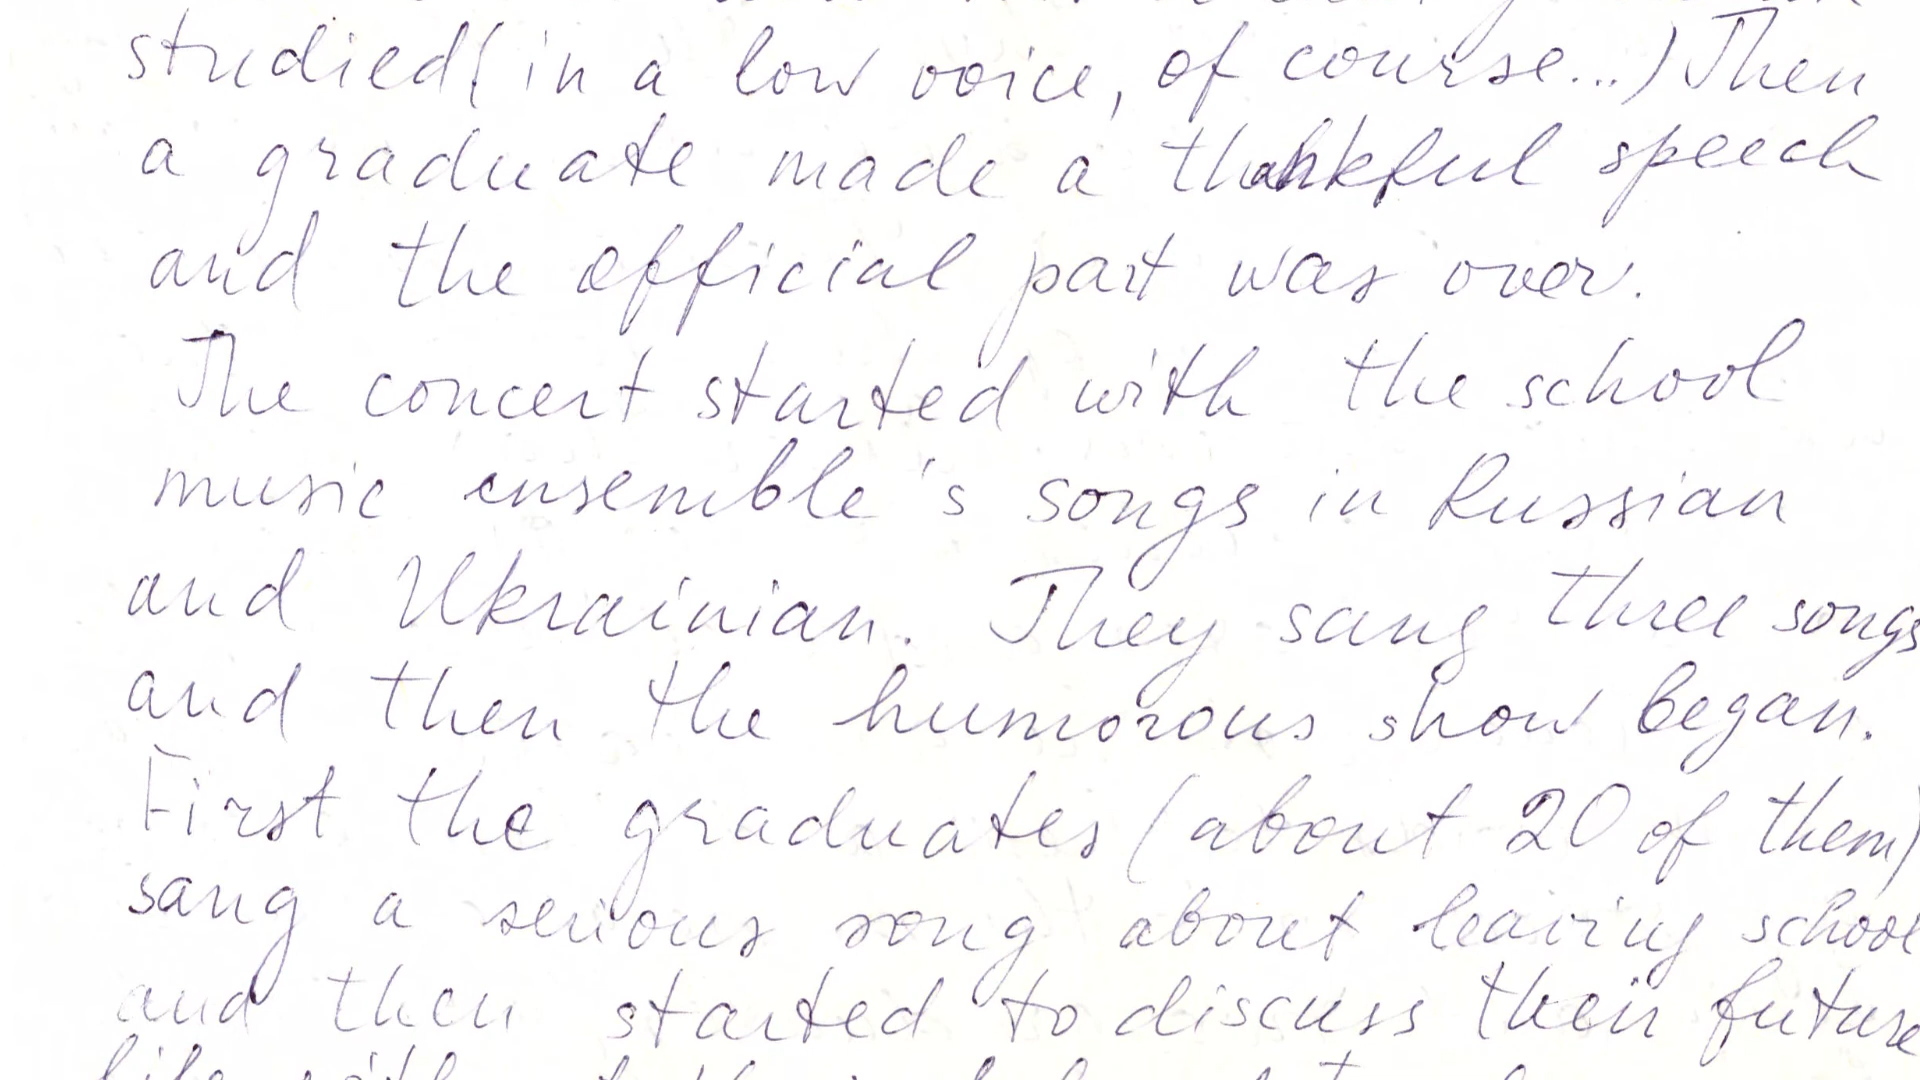 studied (in a low voice, of course...) Then
a graduate made a thankful speech
and the official part was over.
The concert started with the school
music ensemble's songs in Russian
and Ukrainian. They sang three songs
and then the humorous show began.
First the graduates (about 20 of them)
sang a serious song about leaving school
and then started to discuss their future